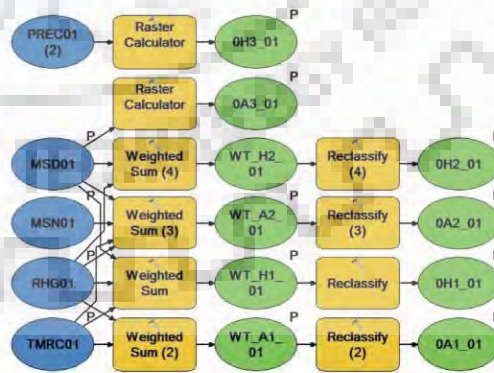 P
PREC01
(2)
Raster
Calculator
0H3_01
P
Raster
Calculator
0A3_01
P
P
P
MSD01
Weighted
Sum (4)
WT_H2_
01
Reclassify
(4)
0H2_01
P
P
MSN01
Weighted
Sum (3)
WT_A2_
01
Reclassify
(3)
0A2_01
P
P
RHG01
Weighted
Sum
WT_H1_
01
Reclassify
0H1_01
P
P
TMRC01
Weighted
Sum (2)
WT_A1_
01
Reclassify
(2)
0A1_01